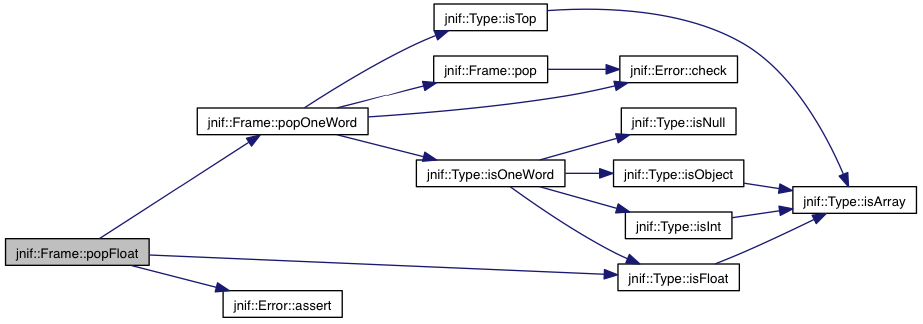 jnif::Type::isTop
jnif::Frame::pop
jnif::Error::check
jnif::Frame::popOneWord
jnif::Type::isNull
jnif::Type::isOneWord
jnif::Type::isObject
jnif::Type::isArray
jnif::Type::isInt
jnif::Frame::popFloat
jnif::Type::isFloat
jnif::Error::assert